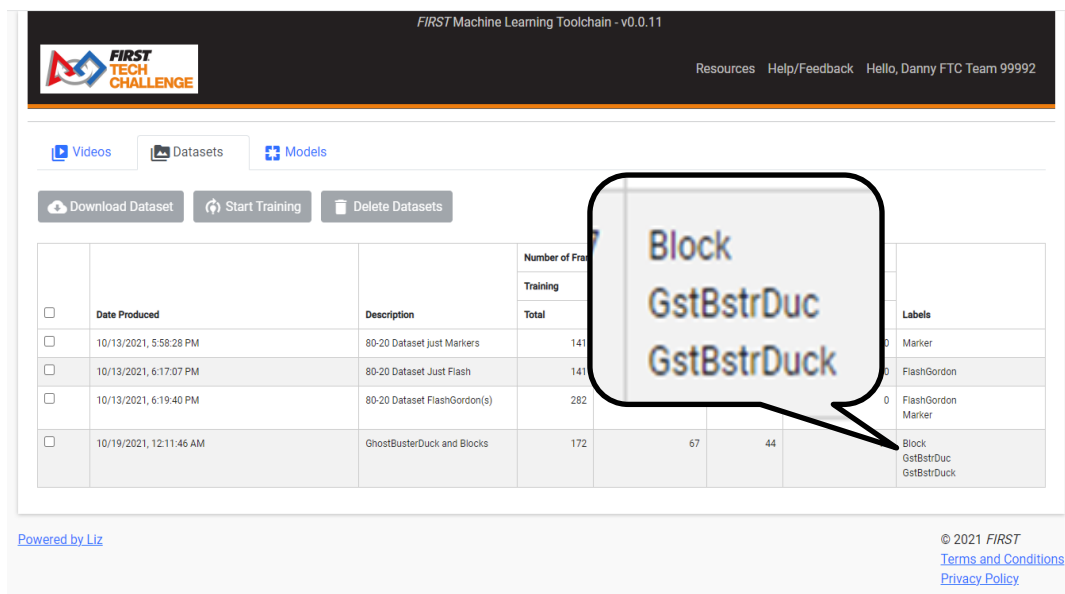 FIRST Machine Learning Toolchain - v0.0.11
FIRST
TECH
CHALLENGE
Resources Help/Feedback Hello, Danny FTC Team 99992
Videos Datasets Models
Download Dataset Start Training Delete Datasets
Number of Fra
Training
Date Produced Description Total Labels
10/13/2021, 5:58:28 PM 80-20 Dataset just Markers 141 0 Marker
10/13/2021, 6:17:07 PM 80-20 Dataset Just Flash 141 0 FlashGordon
10/13/2021, 6:19:40 PM 80-20 Dataset FlashGordon(s) 282 0 FlashGordon
Marker
10/19/2021, 12:11:46 AM GhostBusterDuck and Blocks 172 67 44 Block
GstBstrDuc
GstBstrDuck
Block
GstBstrDuc
GstBstrDuck
Powered by Liz
© 2021 FIRST
Terms and Conditions
Privacy Policy